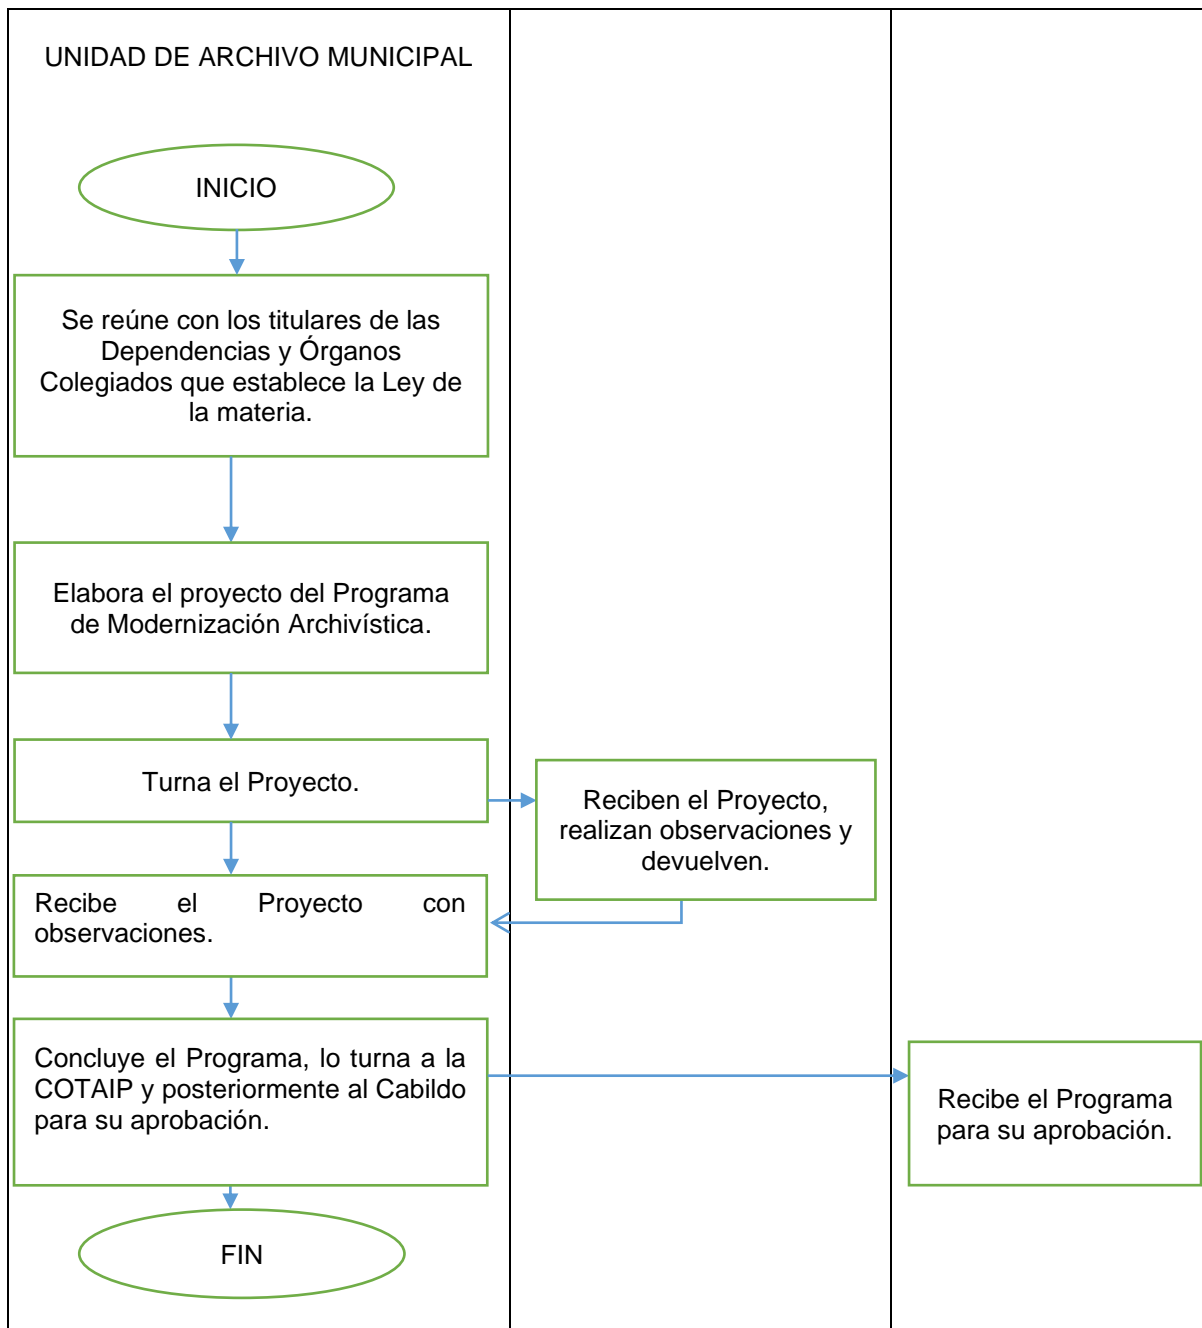 UNIDAD DE ARCHIVO MUNICIPAL
INICIO
Se reúne con los titulares de las
Dependencias y Órganos
Colegiados que establece la Ley de
la materia.
Elabora el proyecto del Programa
de Modernización Archivística.
Turna el Proyecto.
Reciben el Proyecto,
realizan observaciones y
devuelven.
Recibe el Proyecto con
observaciones.
Concluye el Programa, lo turna a la
COTAIP y posteriormente al Cabildo
para su aprobación.
Recibe el Programa
para su aprobación.
FIN